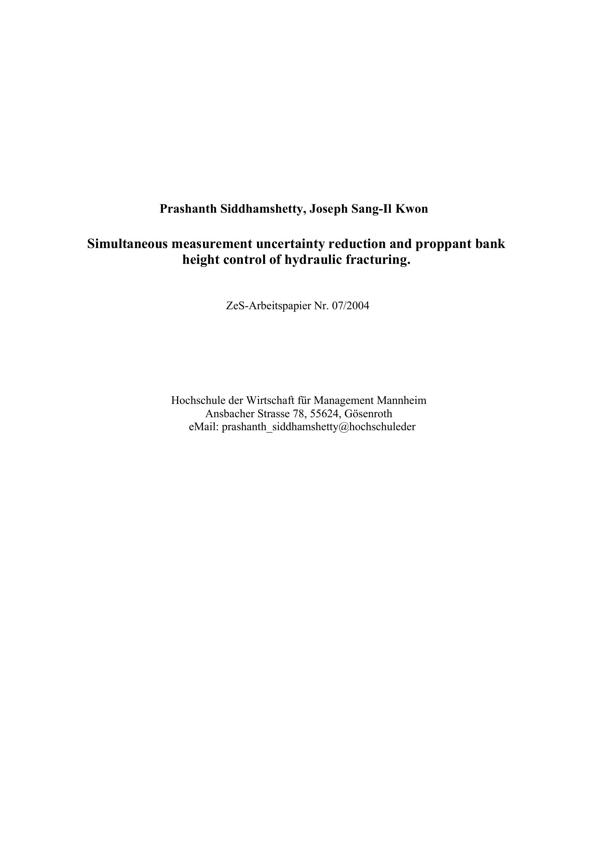 Prashanth Siddhamshetty, Joseph Sang-Il Kwon
Simultaneous measurement uncertainty reduction and proppant bank
height control of hydraulic fracturing.
ZeS-Arbeitspapier Nr. 07/2004
Hochschule der Wirtschaft für Management Mannheim
Ansbacher Strasse 78, 55624, Gösenroth
eMail: prashanth_siddhamshetty@hochschuleder